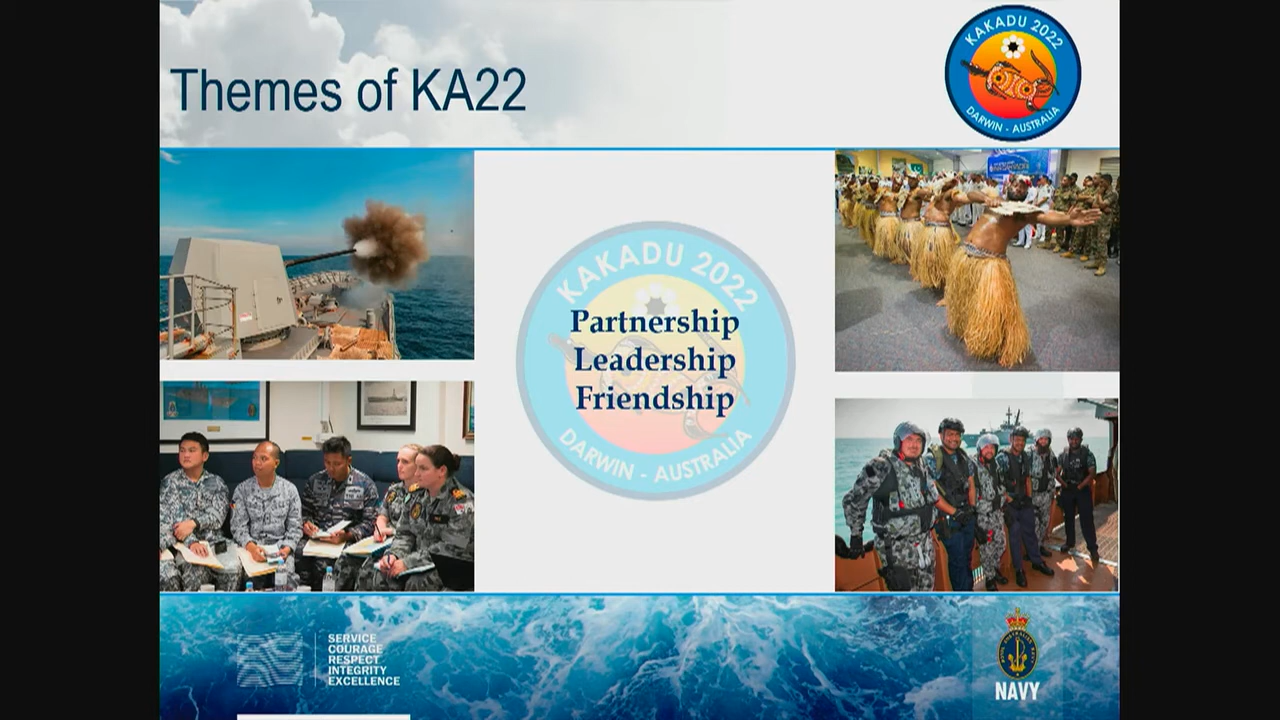 Themes of KA22
KAKADU 2022
DARWIN - AUSTRALIA
KAKADU 2022
Partnership
Leadership
Friendship
DARWIN - AUSTRALIA
SERVICE
COURAGE
RESPECT
INTEGRITY
EXCELLENCE
NAVY